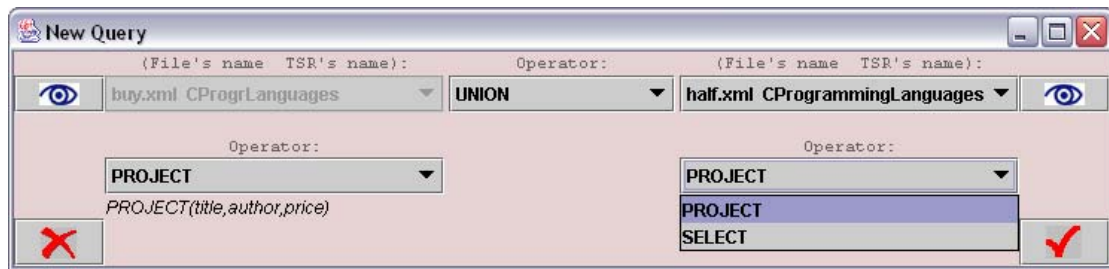 New Query
(File's name TSR's name): Operator: (File's name TSR's name):
buy.xml CProgrLanguages UNION half.xml CProgrammingLanguages
Operator: Operator:
PROJECT PROJECT
PROJECT(title,author,price) PROJECT
SELECT